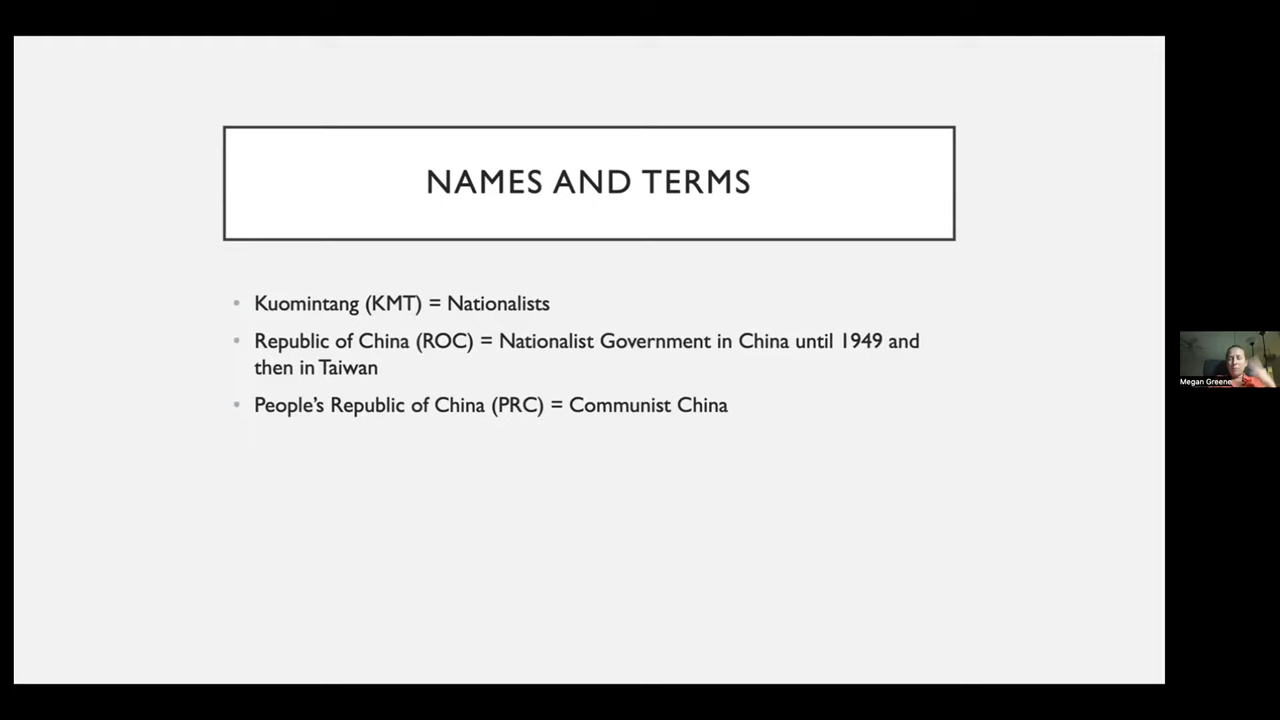 NAMES AND TERMS
• Kuomintang (KMT) = Nationalists
• Republic of China (ROC) = Nationalist Government in China until 1949 and
then in Taiwan
• People’s Republic of China (PRC) = Communist China
Megan Greene